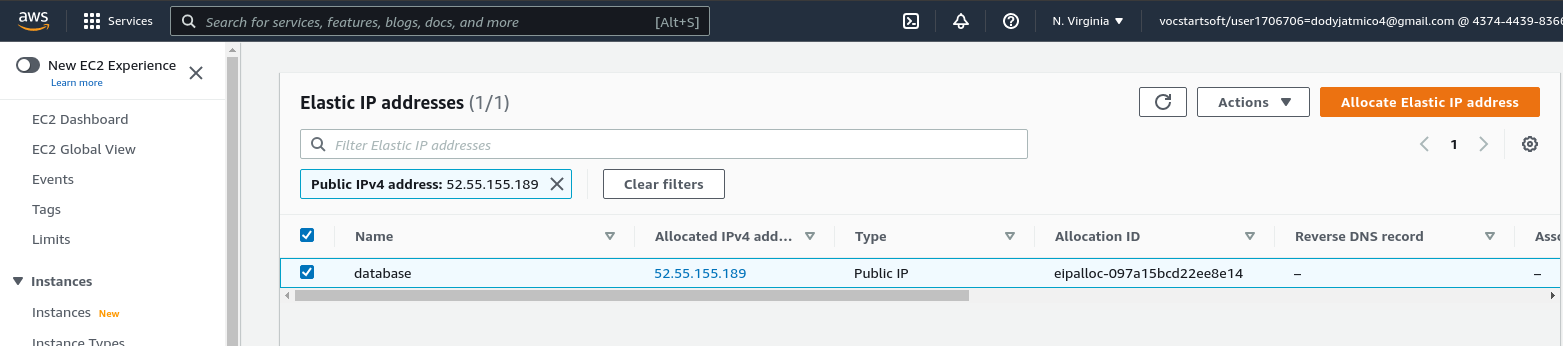 aws Services Search for services, features, blogs, docs, and more [Alt+S] N. Virginia vocstartsoft/user1706706=dodyjatmico4@gmail.com @ 4374-4439-8366
New EC2 Experience
Learn more
EC2 Dashboard
EC2 Global View
Events
Tags
Limits
Instances
Instances New
Instance Types
Elastic IP addresses (1/1) Actions Allocate Elastic IP address
Filter Elastic IP addresses 1
Public IPv4 address: 52.55.155.189 Clear filters
Name Allocated IPv4 add... Type Allocation ID Reverse DNS record Asso
database 52.55.155.189 Public IP eipalloc-097a15bcd22ee8e14 – –